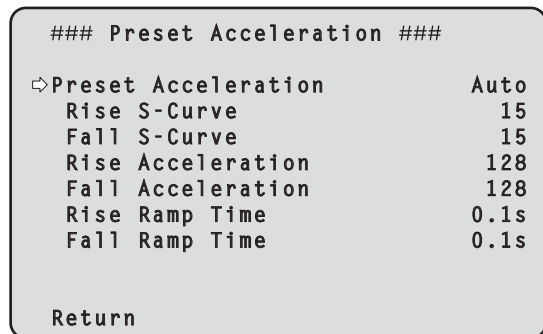 ### Preset Acceleration ###
⇨Preset Acceleration Auto
Rise S-Curve 15
Fall S-Curve 15
Rise Acceleration 128
Fall Acceleration 128
Rise Ramp Time 0.1s
Fall Ramp Time 0.1s
Return